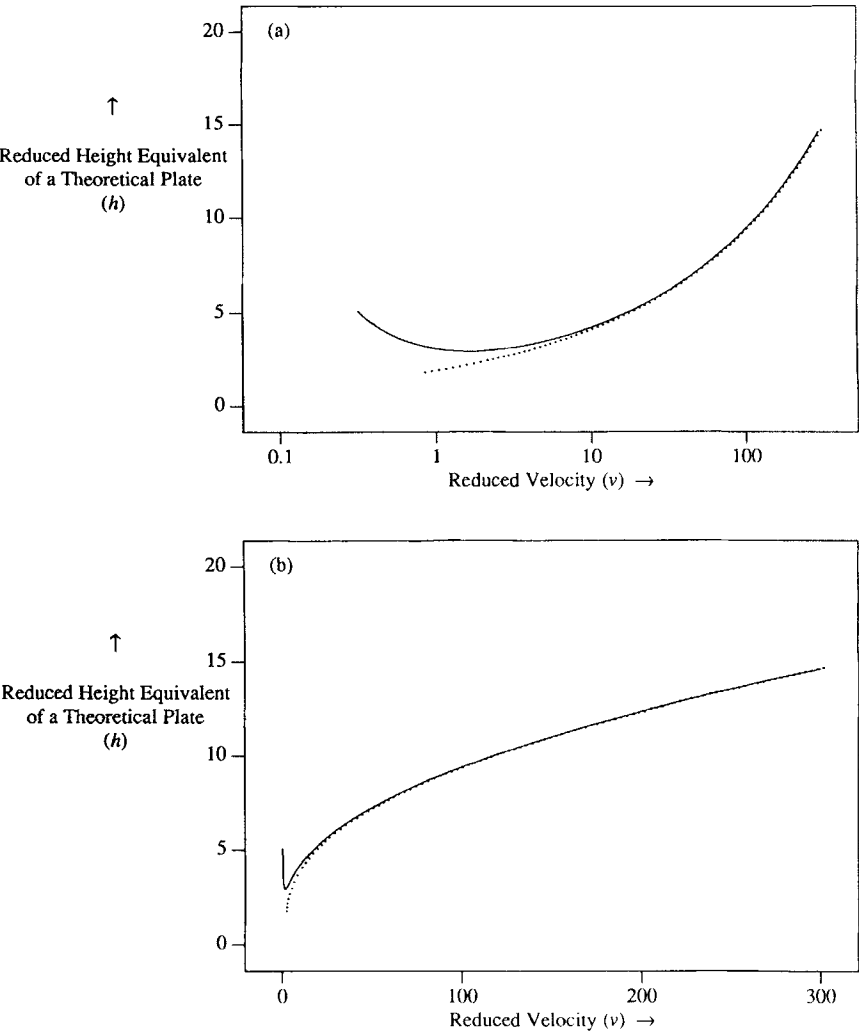 (a)
20
15
10
5
0
↑
Reduced Height Equivalent
of a Theoretical Plate
(h)
0.1
1
10
100
Reduced Velocity (v) →
(b)
20
15
10
5
0
↑
Reduced Height Equivalent
of a Theoretical Plate
(h)
0
100
200
300
Reduced Velocity (v) →